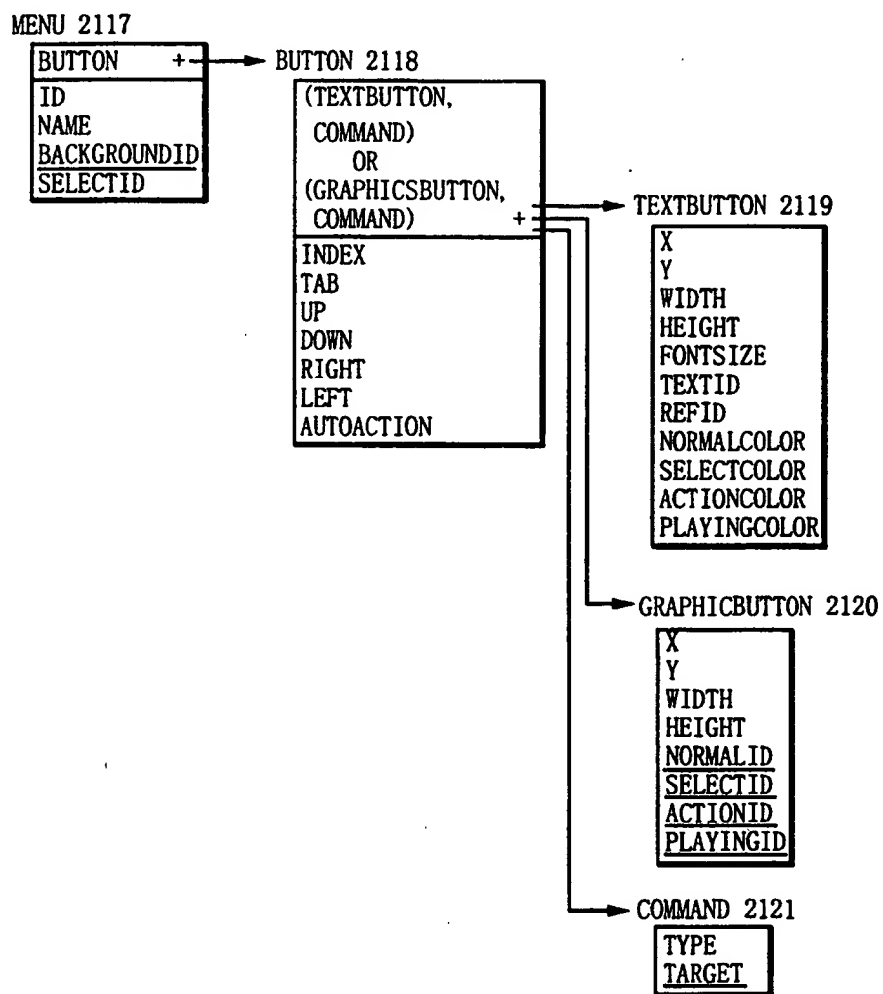 MENU 2117
BUTTON +
ID
NAME
BACKGROUNDID
SELECTID
BUTTON 2118
(TEXTBUTTON,
COMMAND)
OR
(GRAPHICSBUTTON,
COMMAND) +
INDEX
TAB
UP
DOWN
RIGHT
LEFT
AUTOACTION
TEXTBUTTON 2119
X
Y
WIDTH
HEIGHT
FONTSIZE
TEXTID
REFID
NORMALCOLOR
SELECTCOLOR
ACTIONCOLOR
PLAYINGCOLOR
GRAPHICBUTTON 2120
X
Y
WIDTH
HEIGHT
NORMALID
SELECTID
ACTIONID
PLAYINGID
COMMAND 2121
TYPE
TARGET